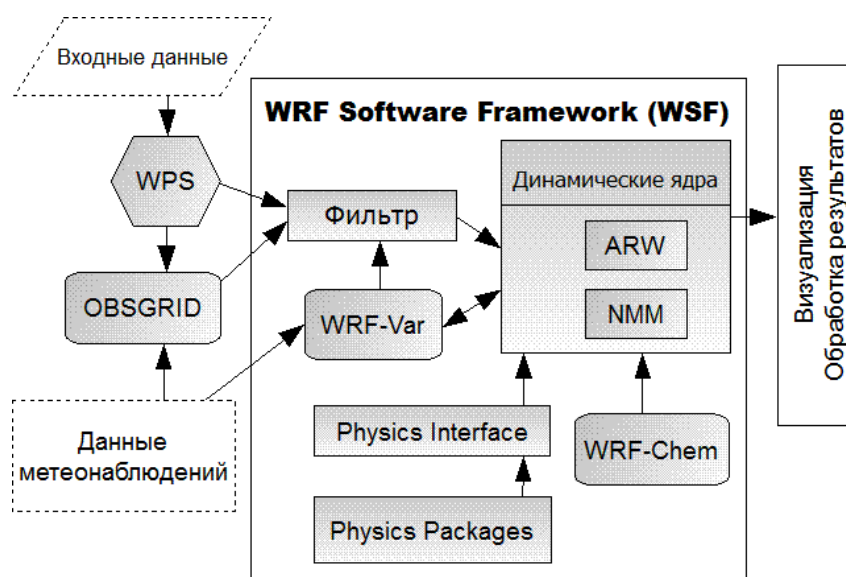 Входные данные
WRF Software Framework (WSF)
WPS
Динамические ядра
Фильтр
ARW
OBSGRID
WRF-Var
NMM
Данные
метеонаблюдений
Physics Interface
WRF-Chem
Physics Packages
Визуализация
Обработка результатов